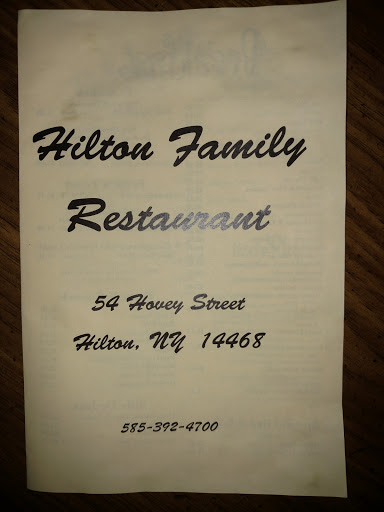 Hilton Family
Restaurant
54 Hovey Street
Hilton, NY 14468
585-392-4700